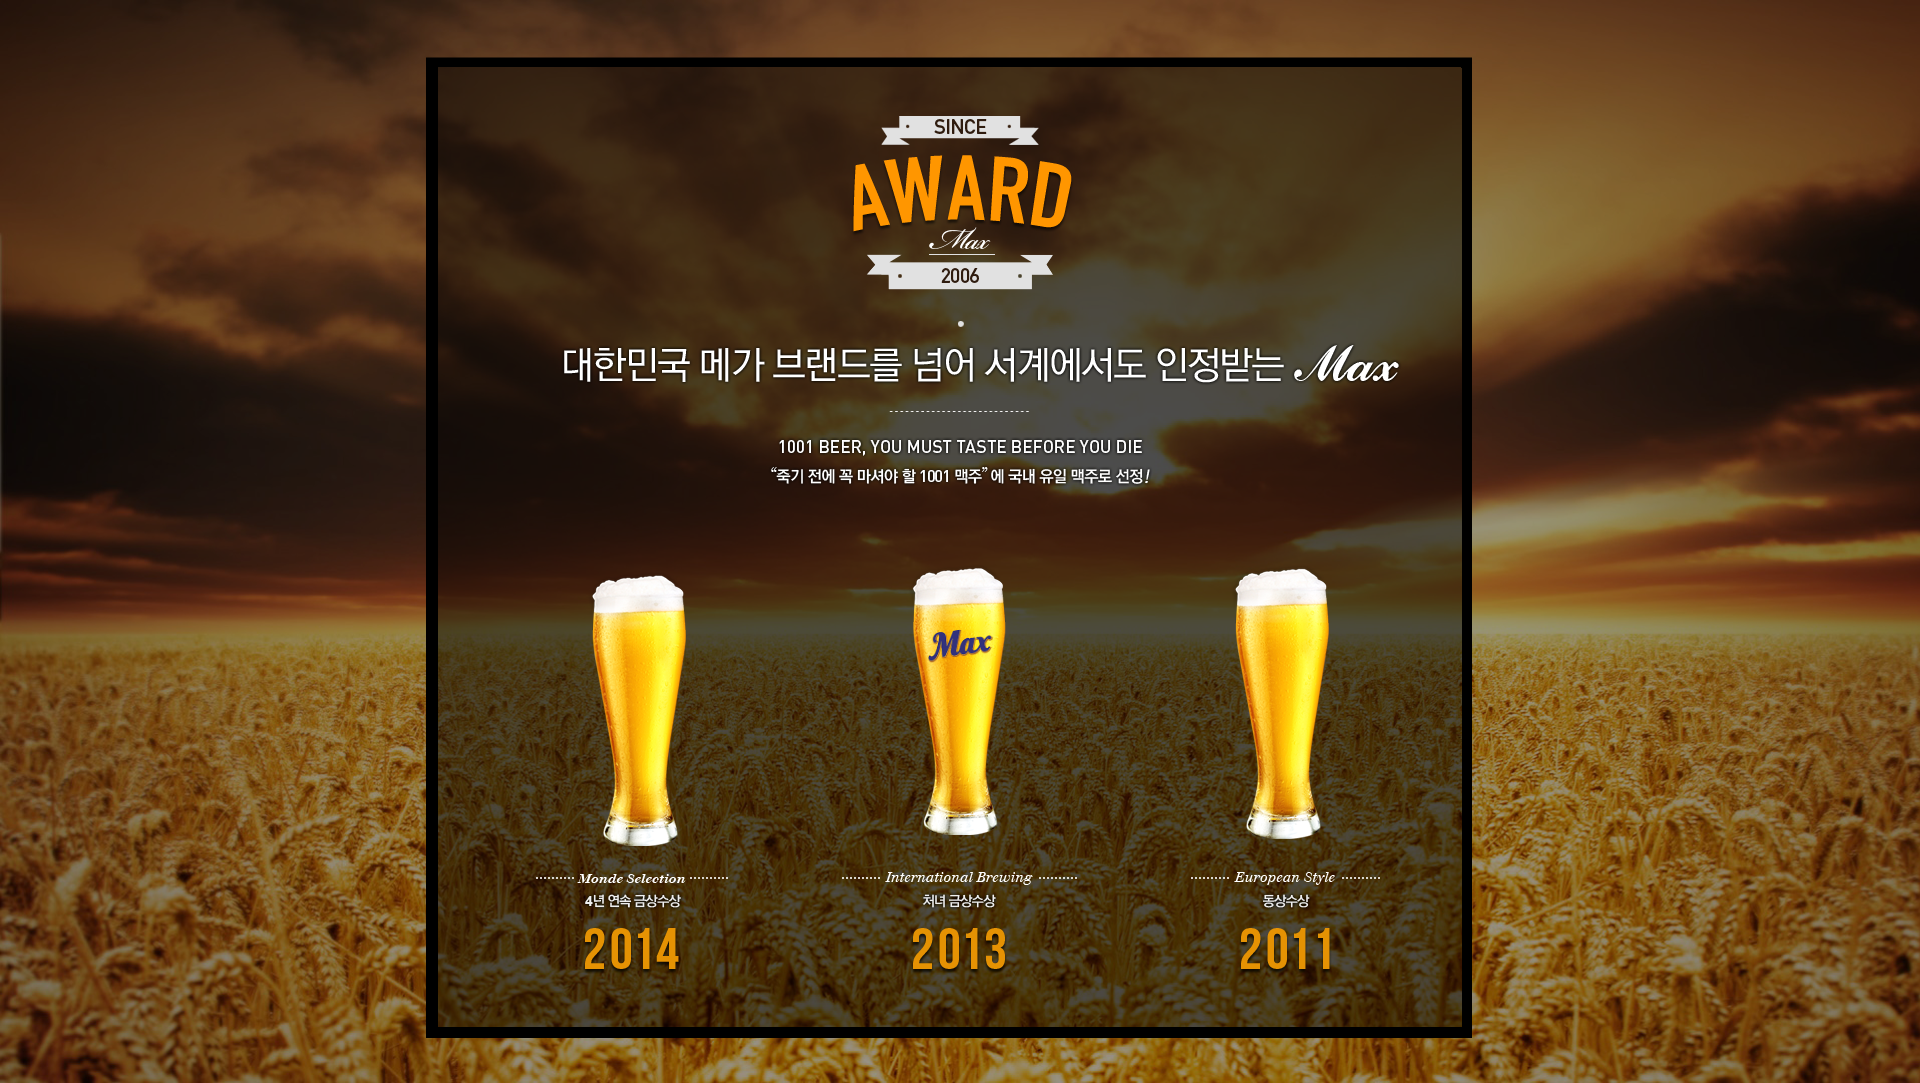 SINCE
AWARD
Max
2006
대한민국 메가 브랜드를 넘어 서계에서도 인정받는 Max
1001 BEER, YOU MUST TASTE BEFORE YOU DIE
“죽기 전에 꼭 마셔야 할 1001 맥주” 에 국내 유일 맥주로 선정!
Max
Monde Selection
4년 연속 금상수상
2014
International Brewing
처녀 금상수상
2013
European Style
동상수상
2011